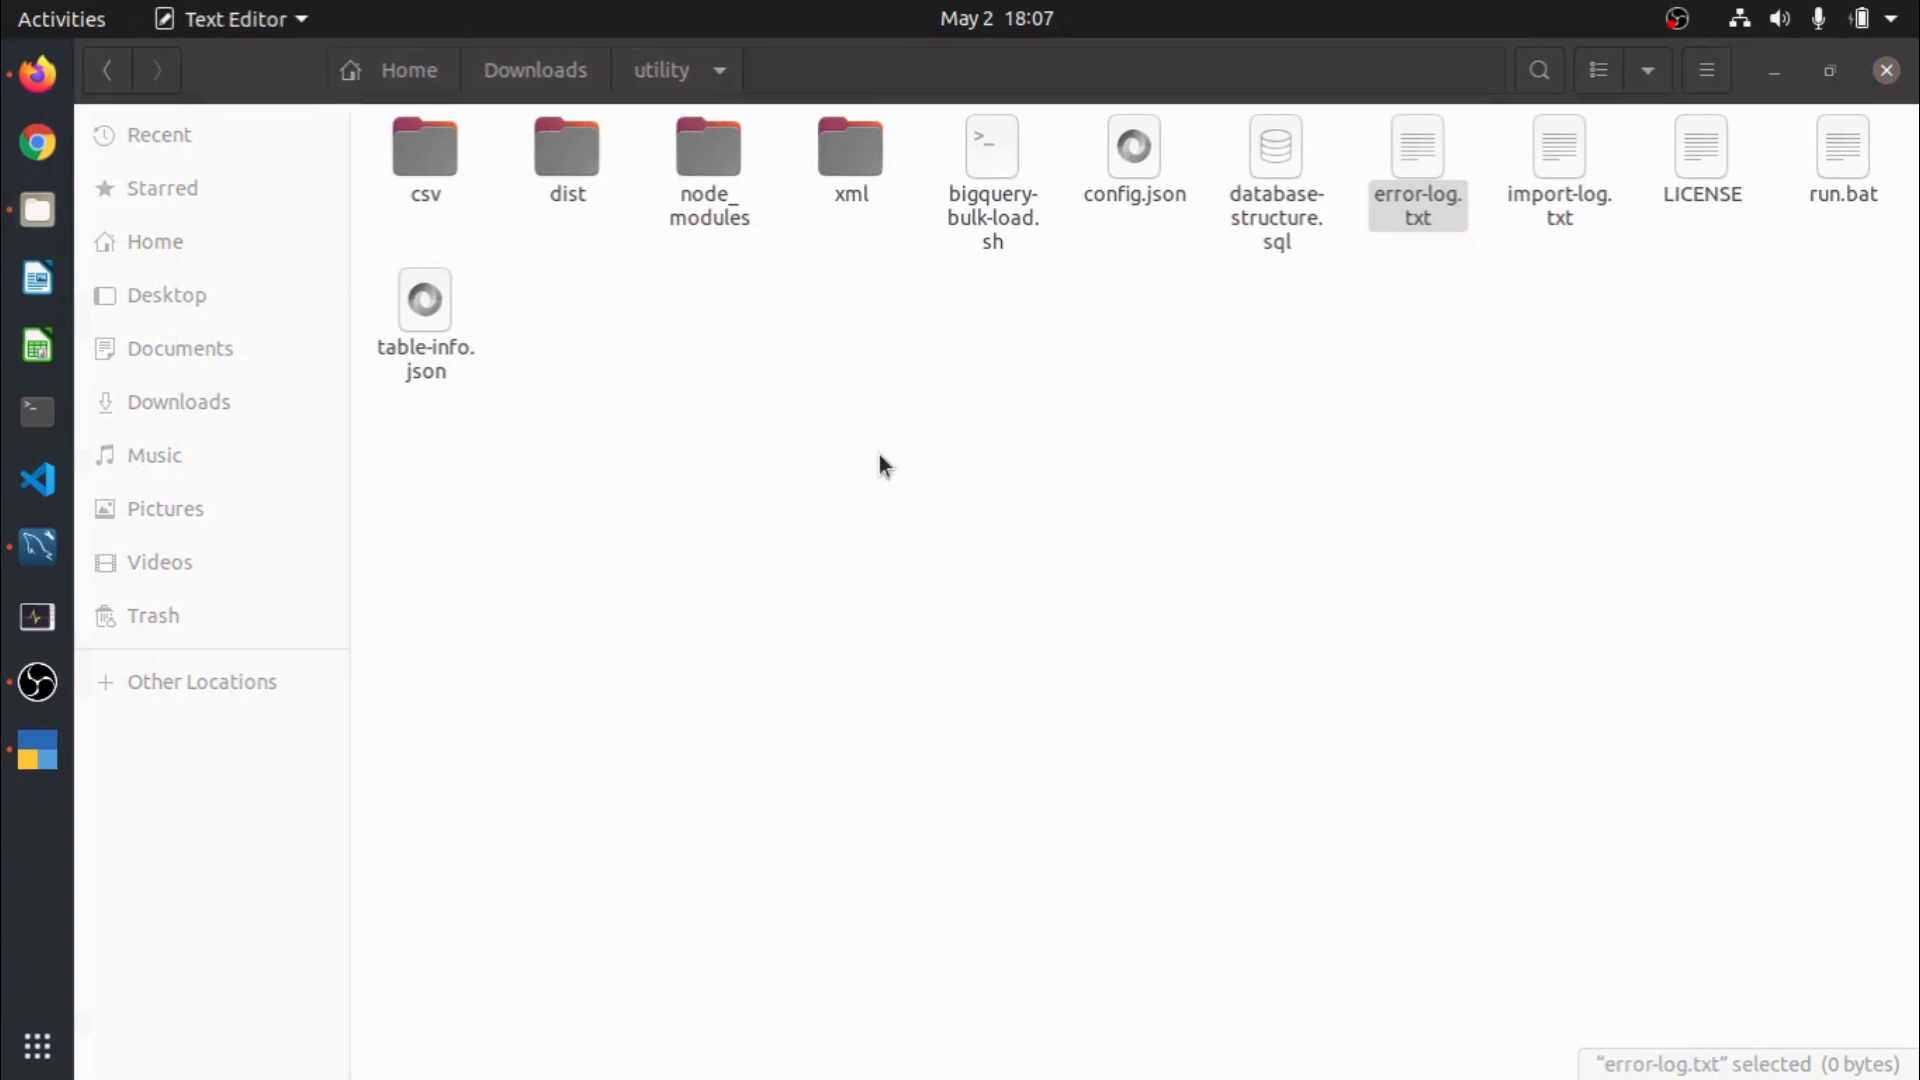 Activities
Text Editor
May 2 18:07
Home
Downloads
utility
Recent
Starred
Home
Desktop
Documents
Downloads
Music
Pictures
Videos
Trash
Other Locations
csv
dist
node_
modules
xml
bigquery-
bulk-load.
sh
config.json
database-
structure.
sql
error-log.
txt
import-log.
txt
LICENSE
run.bat
table-info.
json
“error-log.txt” selected (0 bytes)